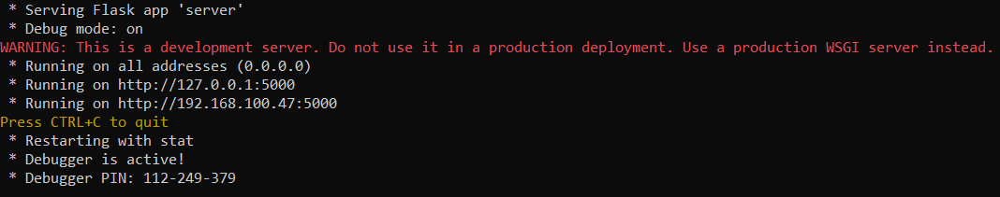 * Serving Flask app 'server'
* Debug mode: on
WARNING: This is a development server. Do not use it in a production deployment. Use a production WSGI server instead.
* Running on all addresses (0.0.0.0)
* Running on http://127.0.0.1:5000
* Running on http://192.168.100.47:5000
Press CTRL+C to quit
* Restarting with stat
* Debugger is active!
* Debugger PIN: 112-249-379